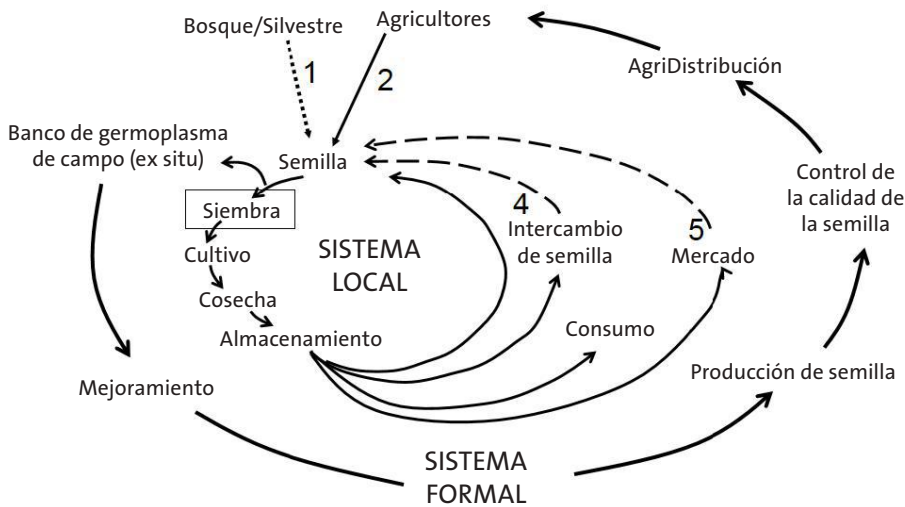 Bosque/Silvestre
Agricultores
AgriDistribución
1
2
Banco de germoplasma
de campo (ex situ)
Semilla
Control de
la calidad de
la semilla
Siembra
4
Intercambio
de semilla
5
Mercado
Cultivo
SISTEMA
LOCAL
Cosecha
Almacenamiento
Consumo
Mejoramiento
Producción de semilla
SISTEMA
FORMAL